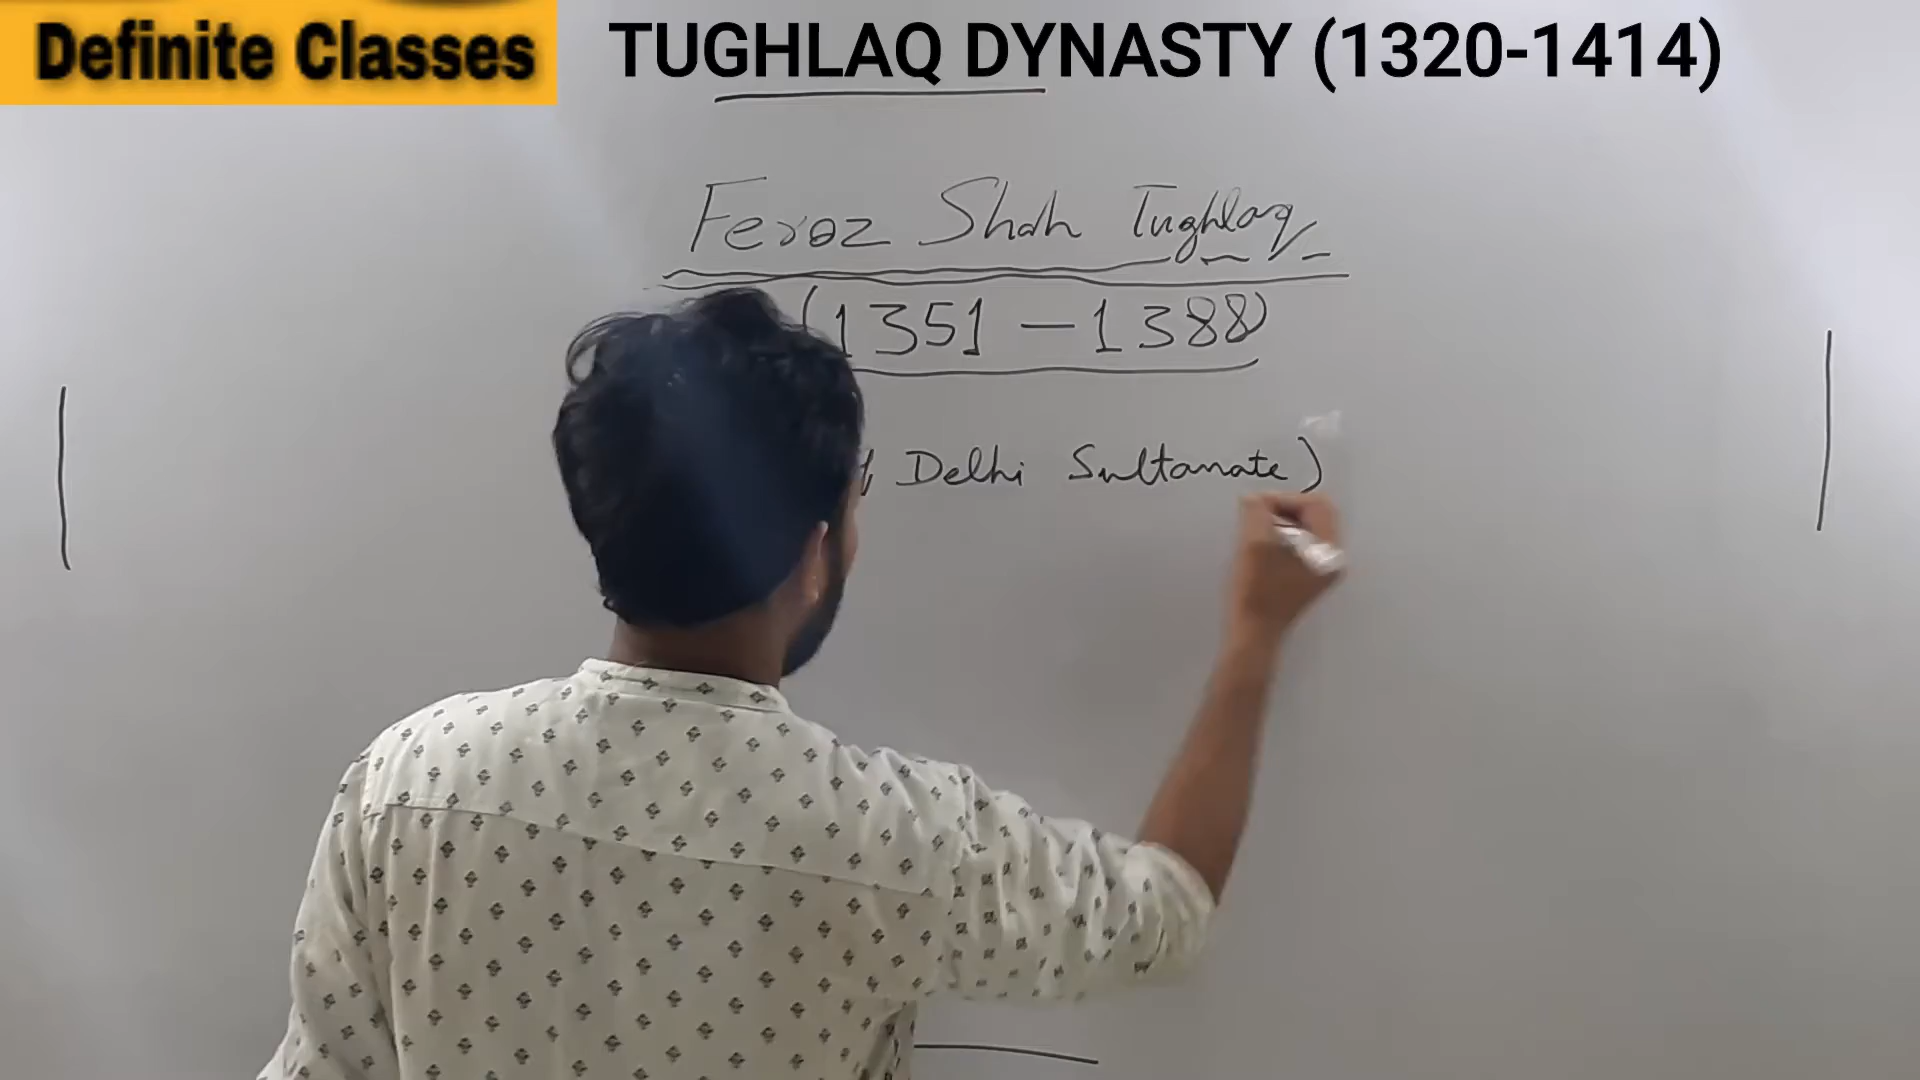 Definite Classes
TUGHLAQ DYNASTY (1320-1414)
Feroz Shah Tughlaq
(1351-1388)
Delhi Sultanate)